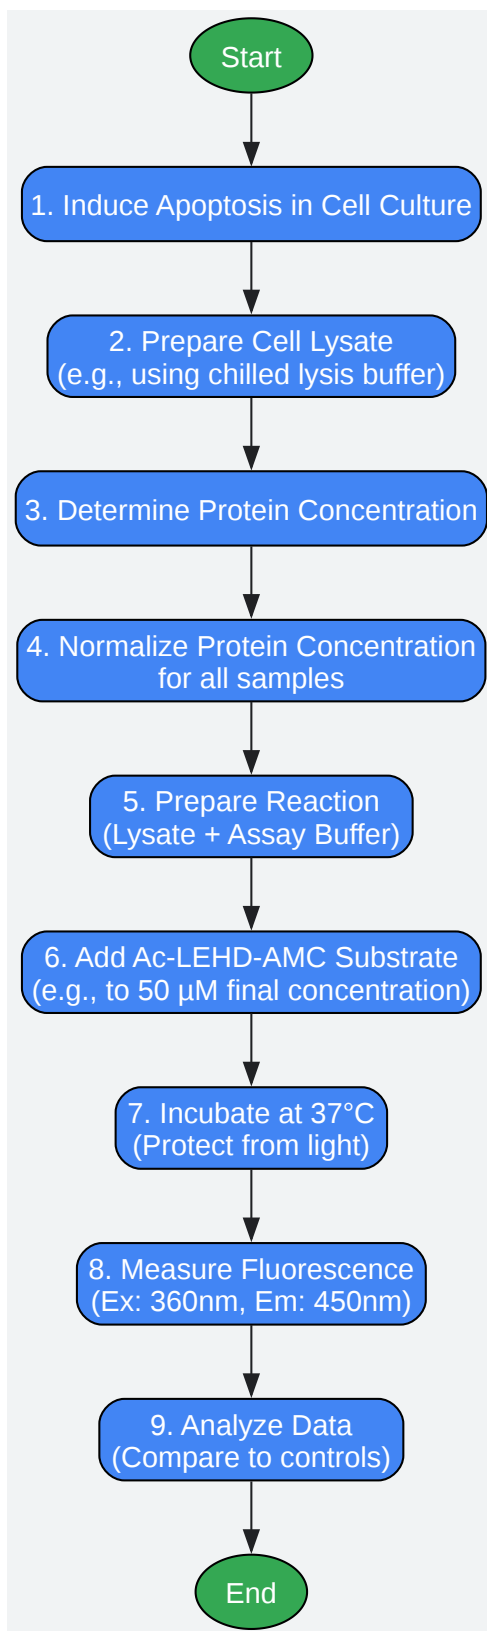 Start
1. Induce Apoptosis in Cell Culture
2. Prepare Cell Lysate
(e.g., using chilled lysis buffer)
3. Determine Protein Concentration
4. Normalize Protein Concentration
for all samples
5. Prepare Reaction
(Lysate + Assay Buffer)
6. Add Ac-LEHD-AMC Substrate
(e.g., to 50 µM final concentration)
7. Incubate at 37°C
(Protect from light)
8. Measure Fluorescence
(Ex: 360nm, Em: 450nm)
9. Analyze Data
(Compare to controls)
End